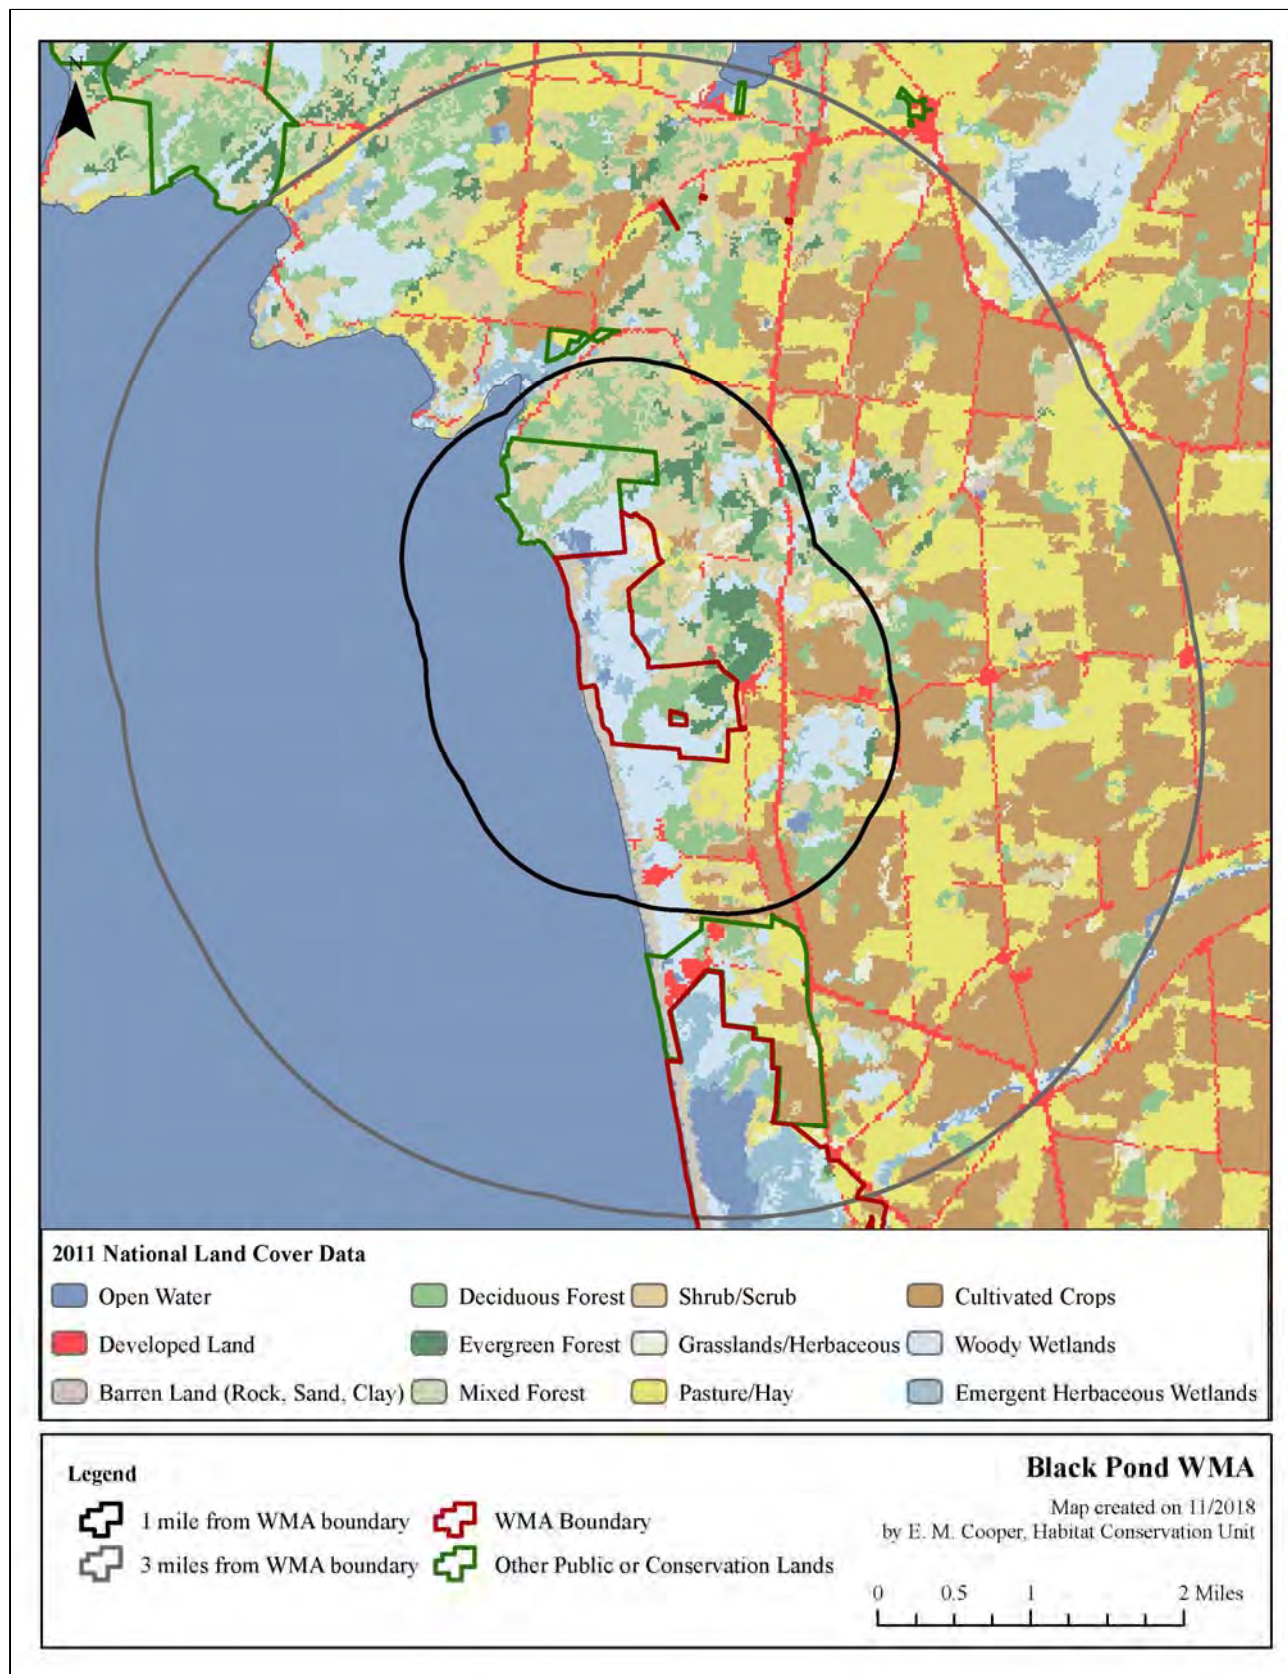 N
2011 National Land Cover Data
Open Water
Deciduous Forest
Shrub/Scrub
Cultivated Crops
Developed Land
Evergreen Forest
Grasslands/Herbaceous
Woody Wetlands
Barren Land (Rock, Sand, Clay)
Mixed Forest
Pasture/Hay
Emergent Herbaceous Wetlands
Legend
1 mile from WMA boundary
WMA Boundary
3 miles from WMA boundary
Other Public or Conservation Lands
Black Pond WMA
Map created on 11/2018
by E. M. Cooper, Habitat Conservation Unit
0 0.5 1 2 Miles